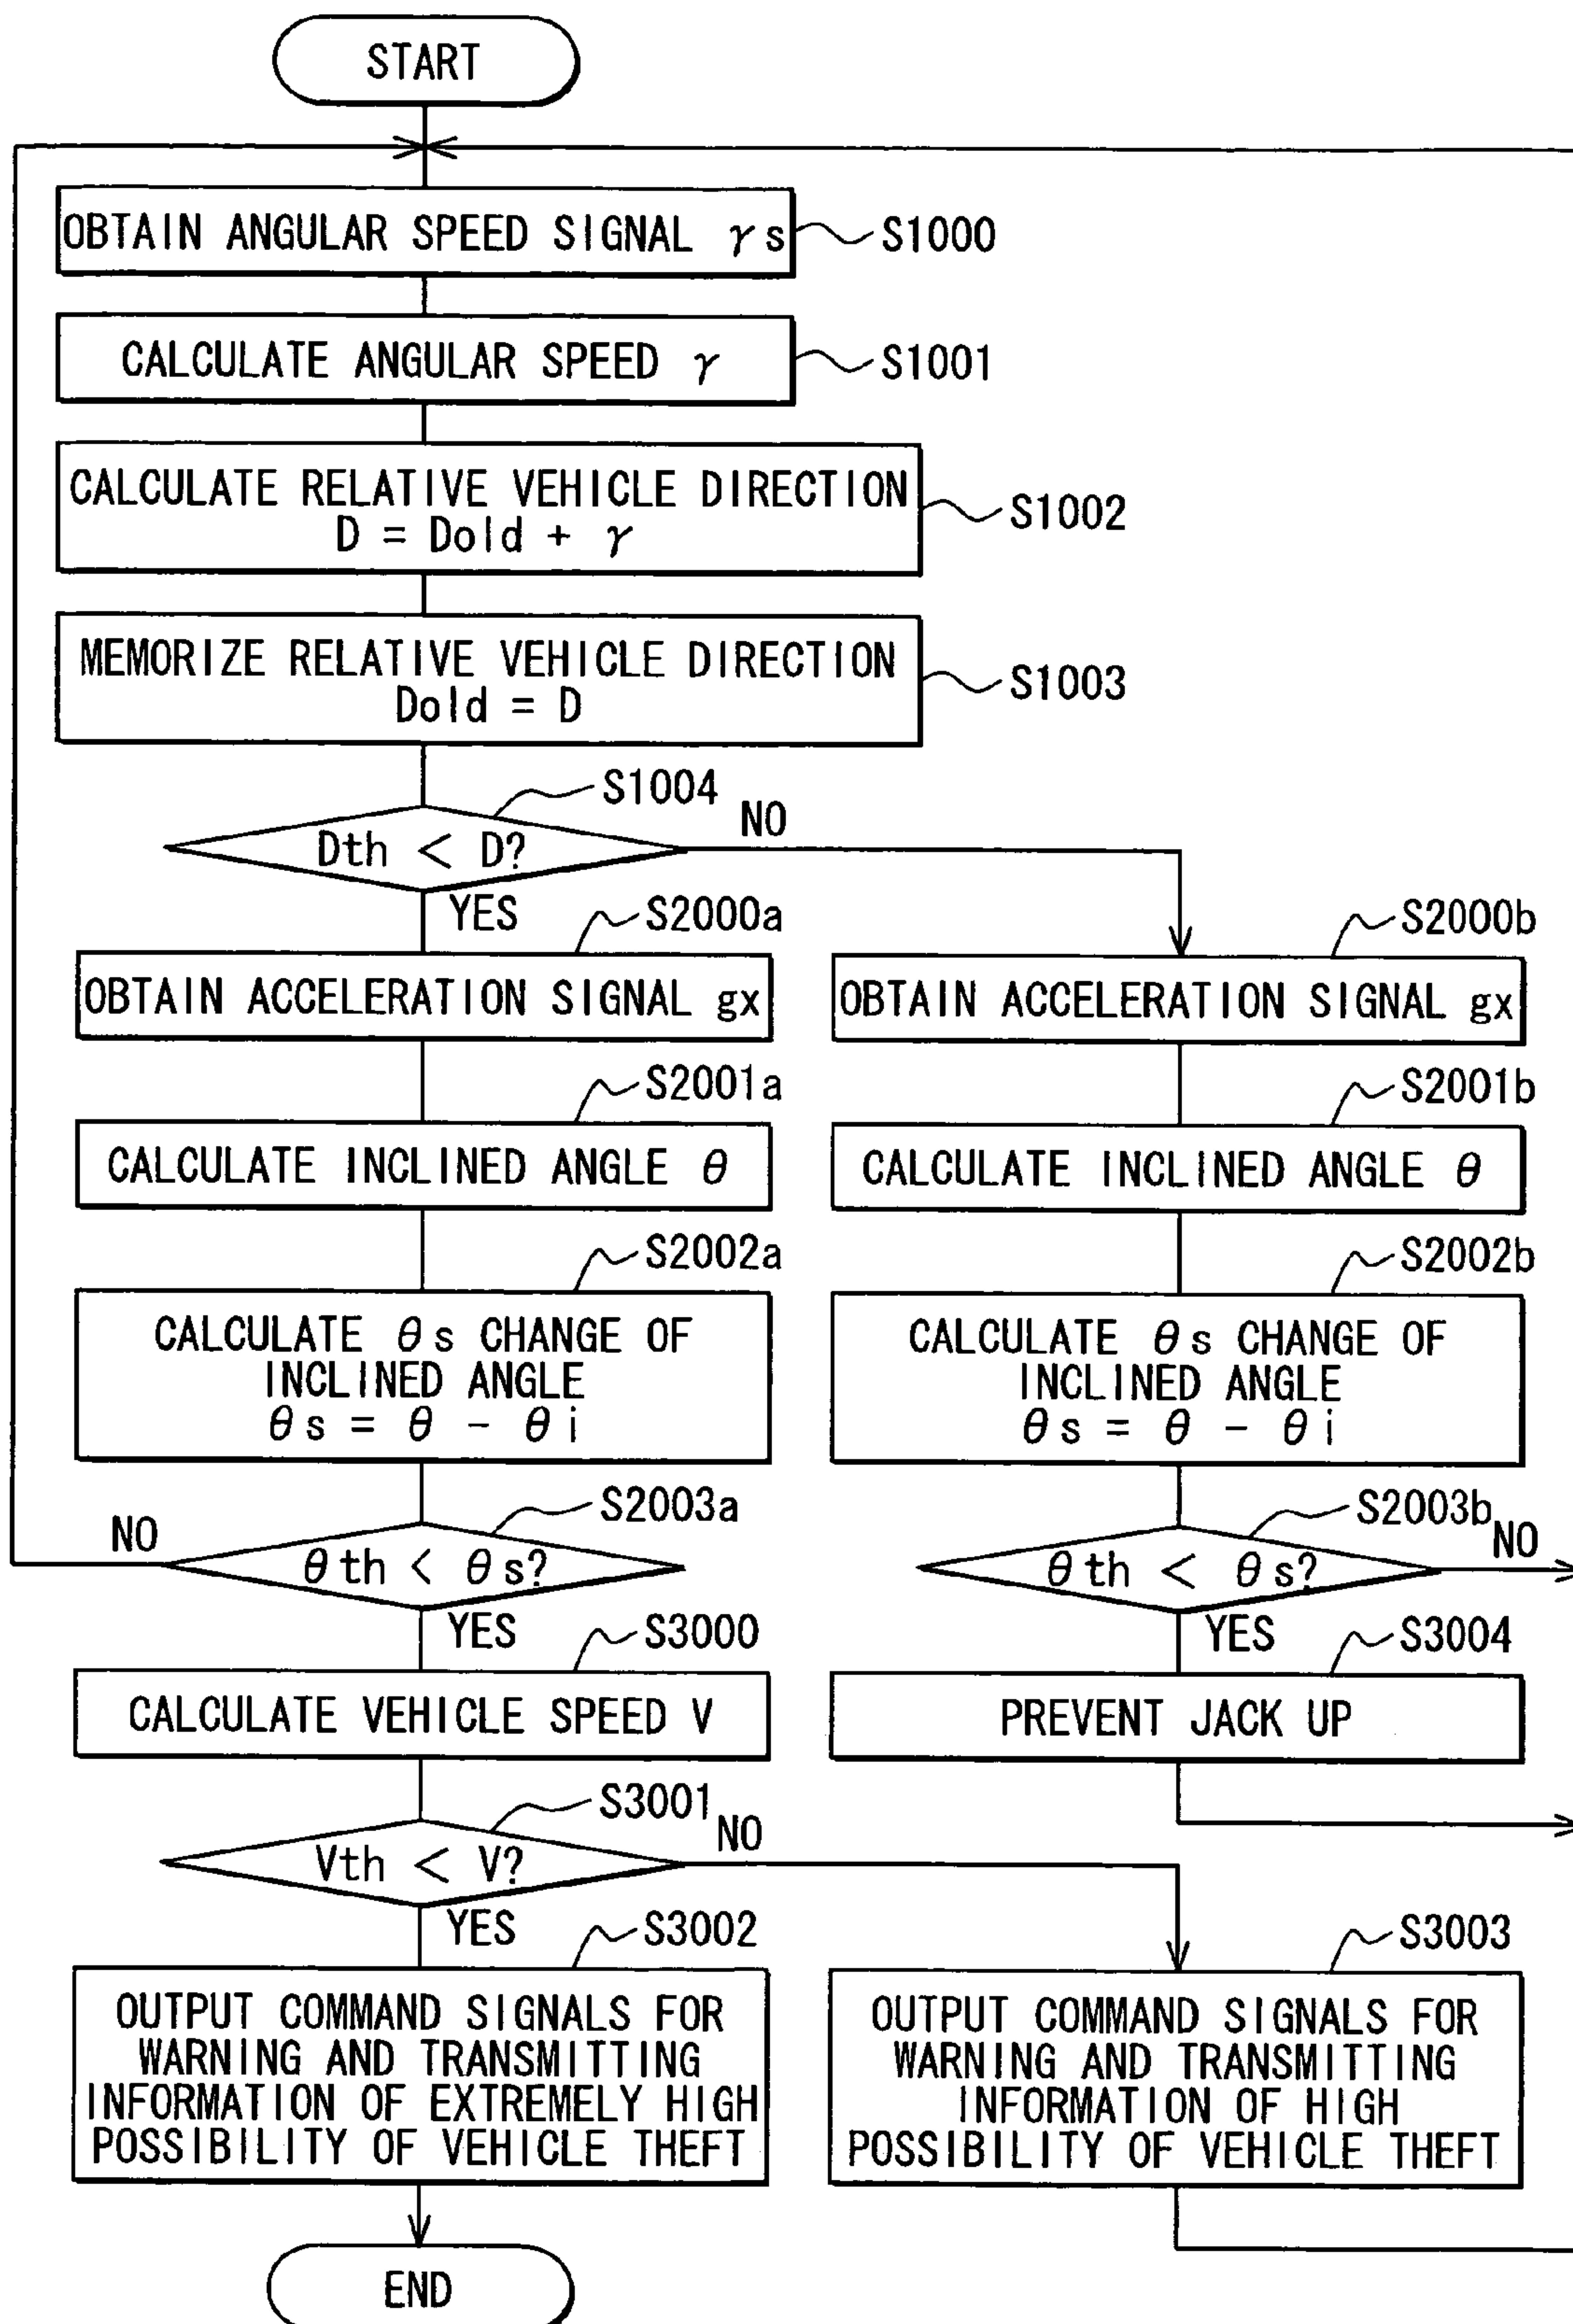 START
OBTAIN ANGULAR SPEED SIGNAL γs
S1000
CALCULATE ANGULAR SPEED γ
S1001
CALCULATE RELATIVE VEHICLE DIRECTION
D = Dold + γ
S1002
MEMORIZE RELATIVE VEHICLE DIRECTION
Dold = D
S1003
S1004
Dth < D?
NO
YES
S2000a
OBTAIN ACCELERATION SIGNAL gx
S2001a
CALCULATE INCLINED ANGLE θ
S2002a
CALCULATE θs CHANGE OF
INCLINED ANGLE
θs = θ - θi
S2003a
NO
θth < θs?
YES
S3000
CALCULATE VEHICLE SPEED V
S3001
Vth < V?
NO
YES
S3002
OUTPUT COMMAND SIGNALS FOR
WARNING AND TRANSMITTING
INFORMATION OF EXTREMELY HIGH
POSSIBILITY OF VEHICLE THEFT
END
S2000b
OBTAIN ACCELERATION SIGNAL gx
S2001b
CALCULATE INCLINED ANGLE θ
S2002b
CALCULATE θs CHANGE OF
INCLINED ANGLE
θs = θ - θi
S2003b
NO
θth < θs?
YES
S3004
PREVENT JACK UP
S3003
OUTPUT COMMAND SIGNALS FOR
WARNING AND TRANSMITTING
INFORMATION OF HIGH
POSSIBILITY OF VEHICLE THEFT